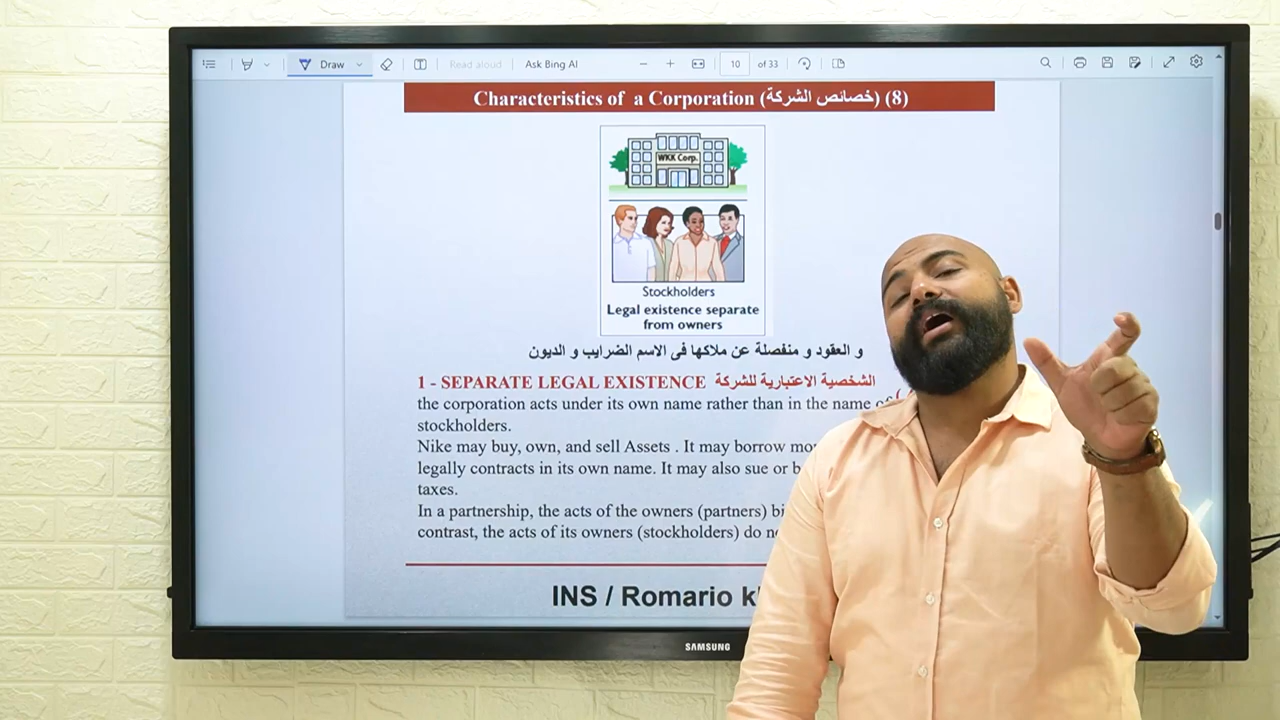 Draw
Read aloud
Ask Bing AI
10
of 33
Characteristics of a Corporation (خصائص الشركة) (8)
WKK Corp.
Stockholders
Legal existence separate
from owners
و العقود و منفصلة عن ملاكها فى الاسم الضرايب و الديون
1 - SEPARATE LEGAL EXISTENCE الشخصية الاعتبارية للشركة
the corporation acts under its own name rather than in the name of
stockholders.
Nike may buy, own, and sell Assets . It may borrow
legally contracts in its own name. It may also sue or
taxes.
In a partnership, the acts of the owners (partners)
contrast, the acts of its owners (stockholders) do
INS / Romario
SAMSUNG